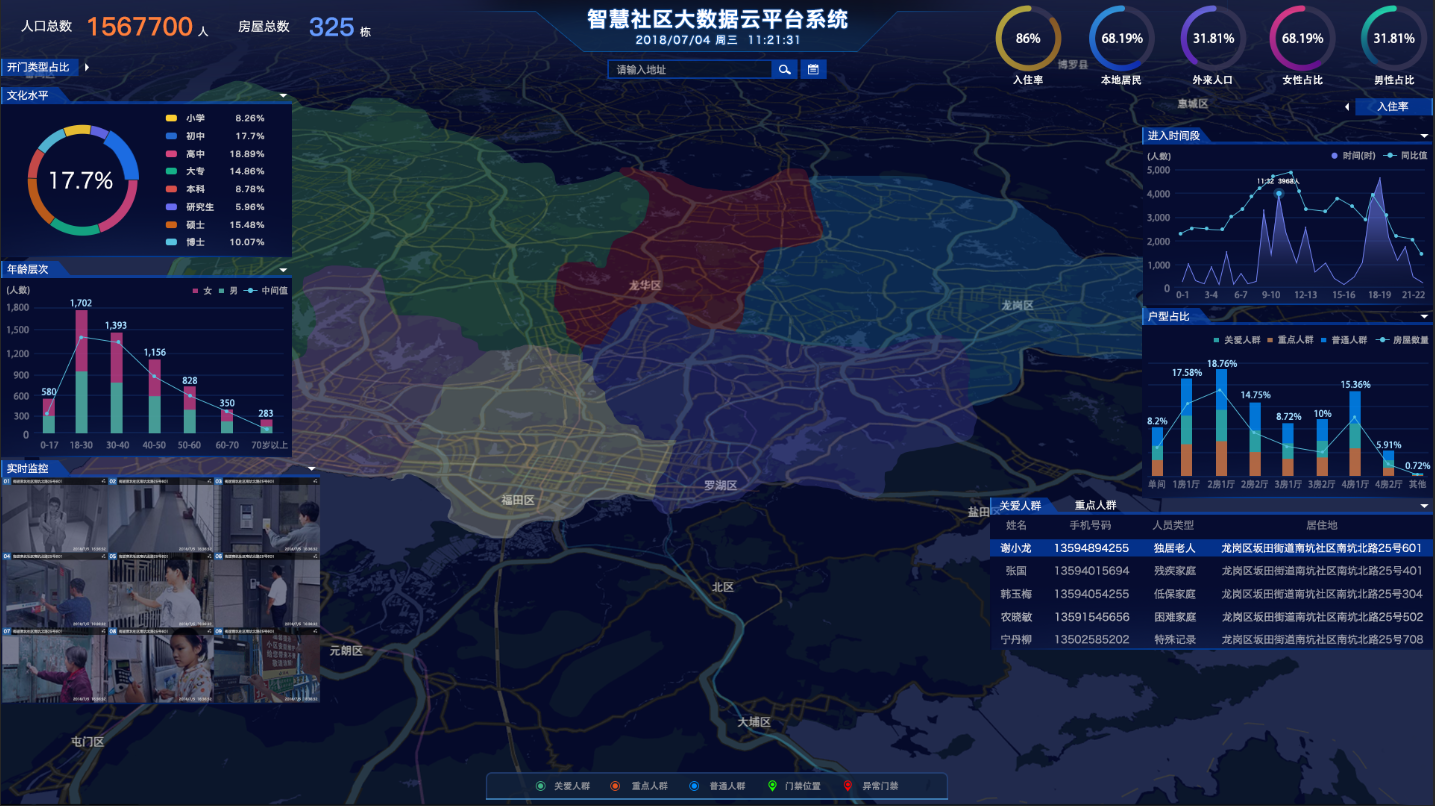 人口总数 1567700 人 房屋总数 325 栋
智慧社区大数据云平台系统
2018/07/04 周三 11:21:31
请输入地址
86% 68.19% 31.81% 68.19% 31.81%
入住率 本地居民 外来人口 女性占比 男性占比
开门类型占比
文化水平
17.7%
小学 8.26%
初中 17.7%
高中 18.89%
大专 14.86%
本科 8.78%
研究生 5.96%
硕士 15.48%
博士 10.07%
年龄层次
(人数) 女 男 中间值
1,800
1,500
1,200
900
600
300
0
580 1,702 1,393 1,156 828 350 283
0-17 18-30 30-40 40-50 50-60 60-70 70岁以上
实时监控
01 02 03
04 05 06
07 08 09
博罗县
惠城区
龙华区
龙岗区
福田区
罗湖区
盐田区
北区
元朗区
大埔区
屯门区
入住率
进入时间段
(人数) 时间(时) 同比值
5,000
4,000
3,000
2,000
1,000
0
11:32 3968人
0-1 3-4 6-7 9-10 12-13 15-16 18-19 21-22
户型占比
关爱人群 重点人群 普通人群 房屋数量
8.2% 17.58% 18.76% 14.75% 8.72% 10% 15.36% 5.91% 0.72%
单间 1房1厅 2房1厅 2房2厅 3房1厅 3房2厅 4房1厅 4房2厅 其他
关爱人群 重点人群
姓名 手机号码 人员类型 居住地
谢小龙 13594894255 独居老人 龙岗区坂田街道南坑社区南坑北路25号601
张国 13594015694 残疾家庭 龙岗区坂田街道南坑社区南坑北路25号401
韩玉梅 13594054255 低保家庭 龙岗区坂田街道南坑社区南坑北路25号304
农晓敏 13591545656 困难家庭 龙岗区坂田街道南坑社区南坑北路25号502
宁丹柳 13502585202 特殊记录 龙岗区坂田街道南坑社区南坑北路25号708
关爱人群 重点人群 普通人群 门禁位置 异常门禁